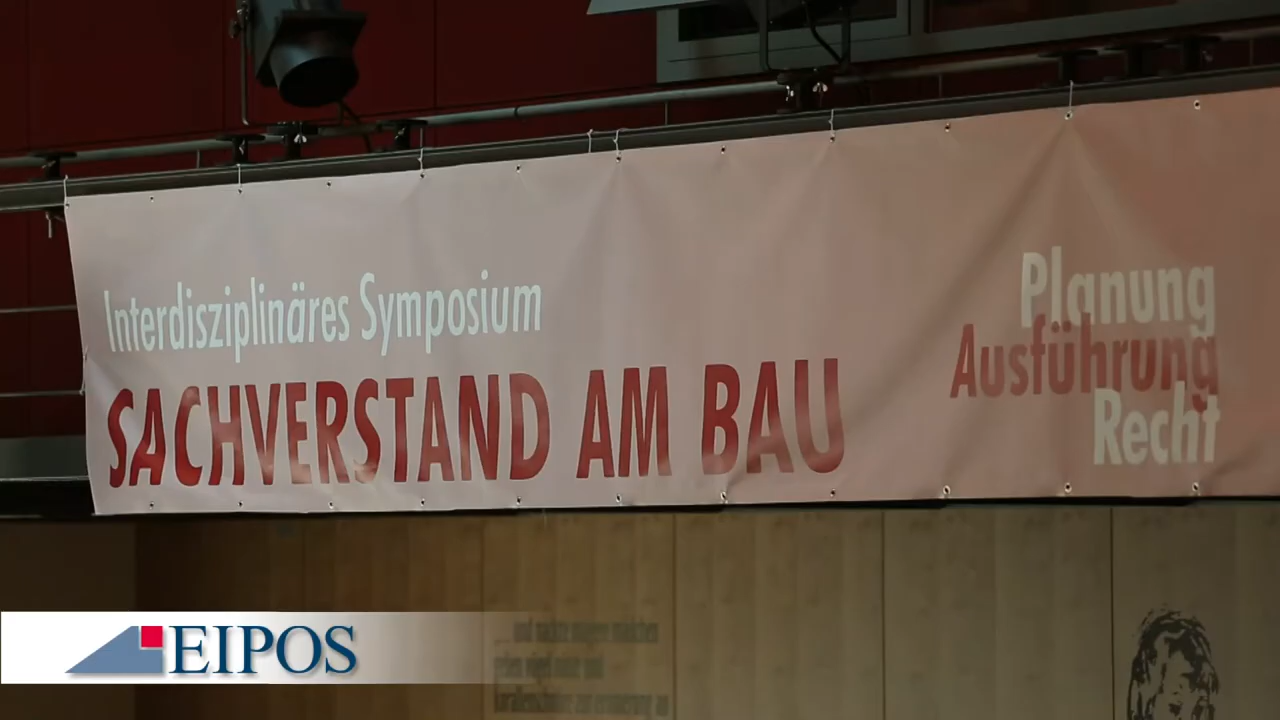 Interdisziplinäres Symposium
SACHVERSTAND AM BAU
Planung
Ausführung
Recht
EIPOS